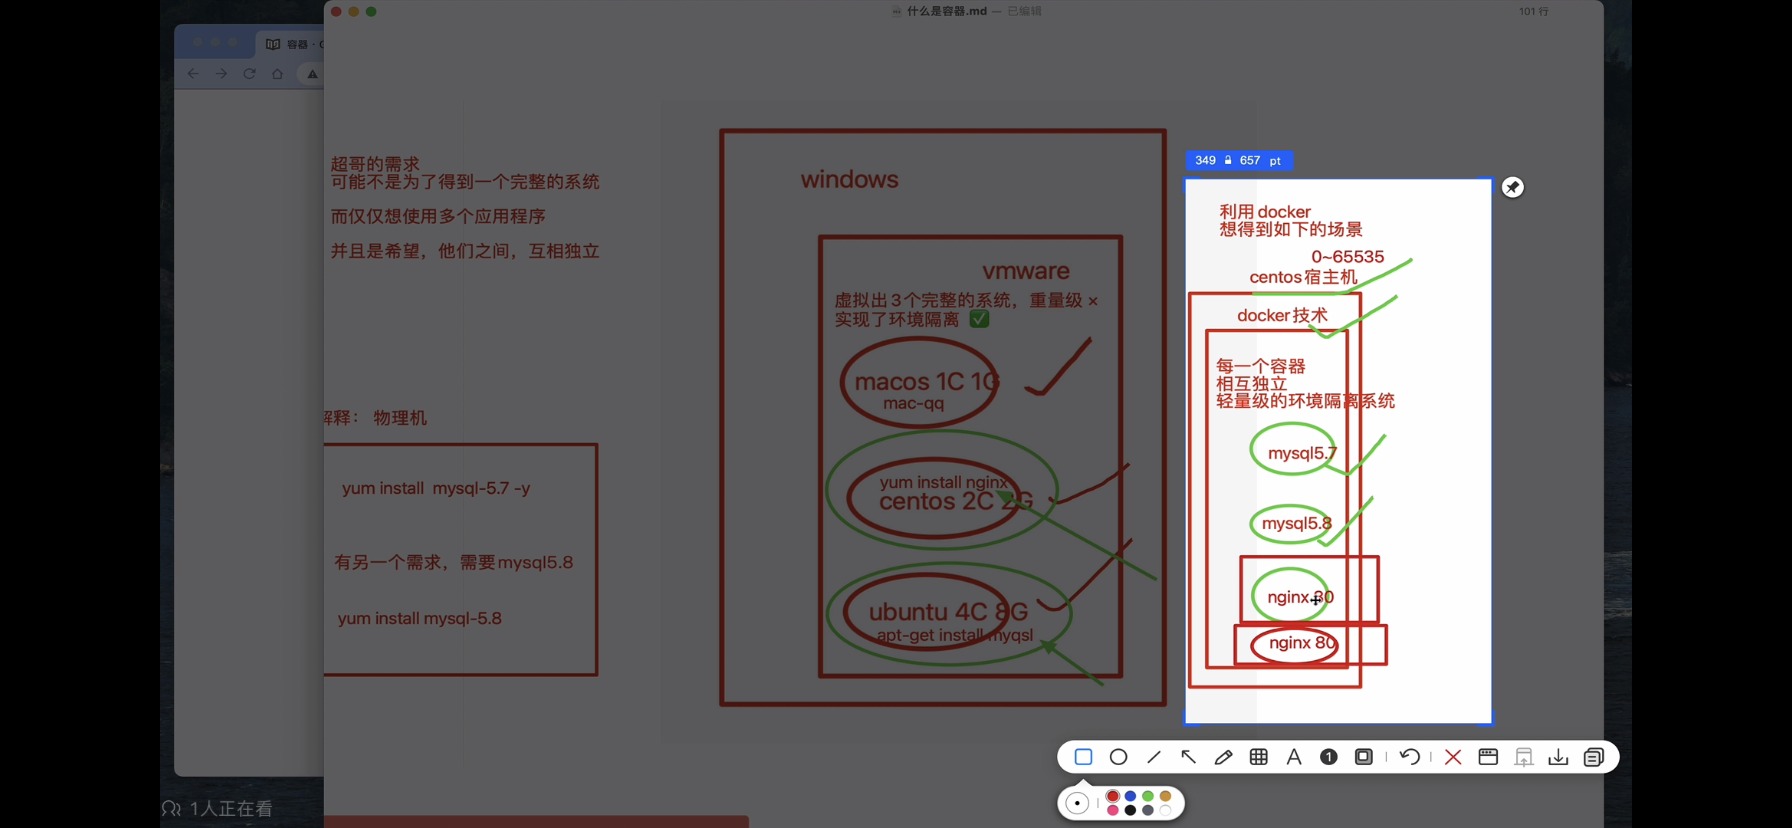 什么是容器.md — 已编辑
101 行
容器 · G
超哥的需求
可能不是为了得到一个完整的系统
而仅仅想使用多个应用程序
并且是希望，他们之间，互相独立
解释： 物理机
yum install mysql-5.7 -y
有另一个需求，需要mysql5.8
yum install mysql-5.8
windows
vmware
虚拟出3个完整的系统，重量级 ×
实现了环境隔离 ✅
macos 1C 1G
mac-qq
yum install nginx
centos 2C 2G
ubuntu 4C 8G
apt-get install myqsl
349 657 pt
利用docker
想得到如下的场景
0~65535
centos宿主机
docker技术
每一个容器
相互独立
轻量级的环境隔离系统
mysql5.7
mysql5.8
nginx 80
nginx 80
A
1
1人正在看